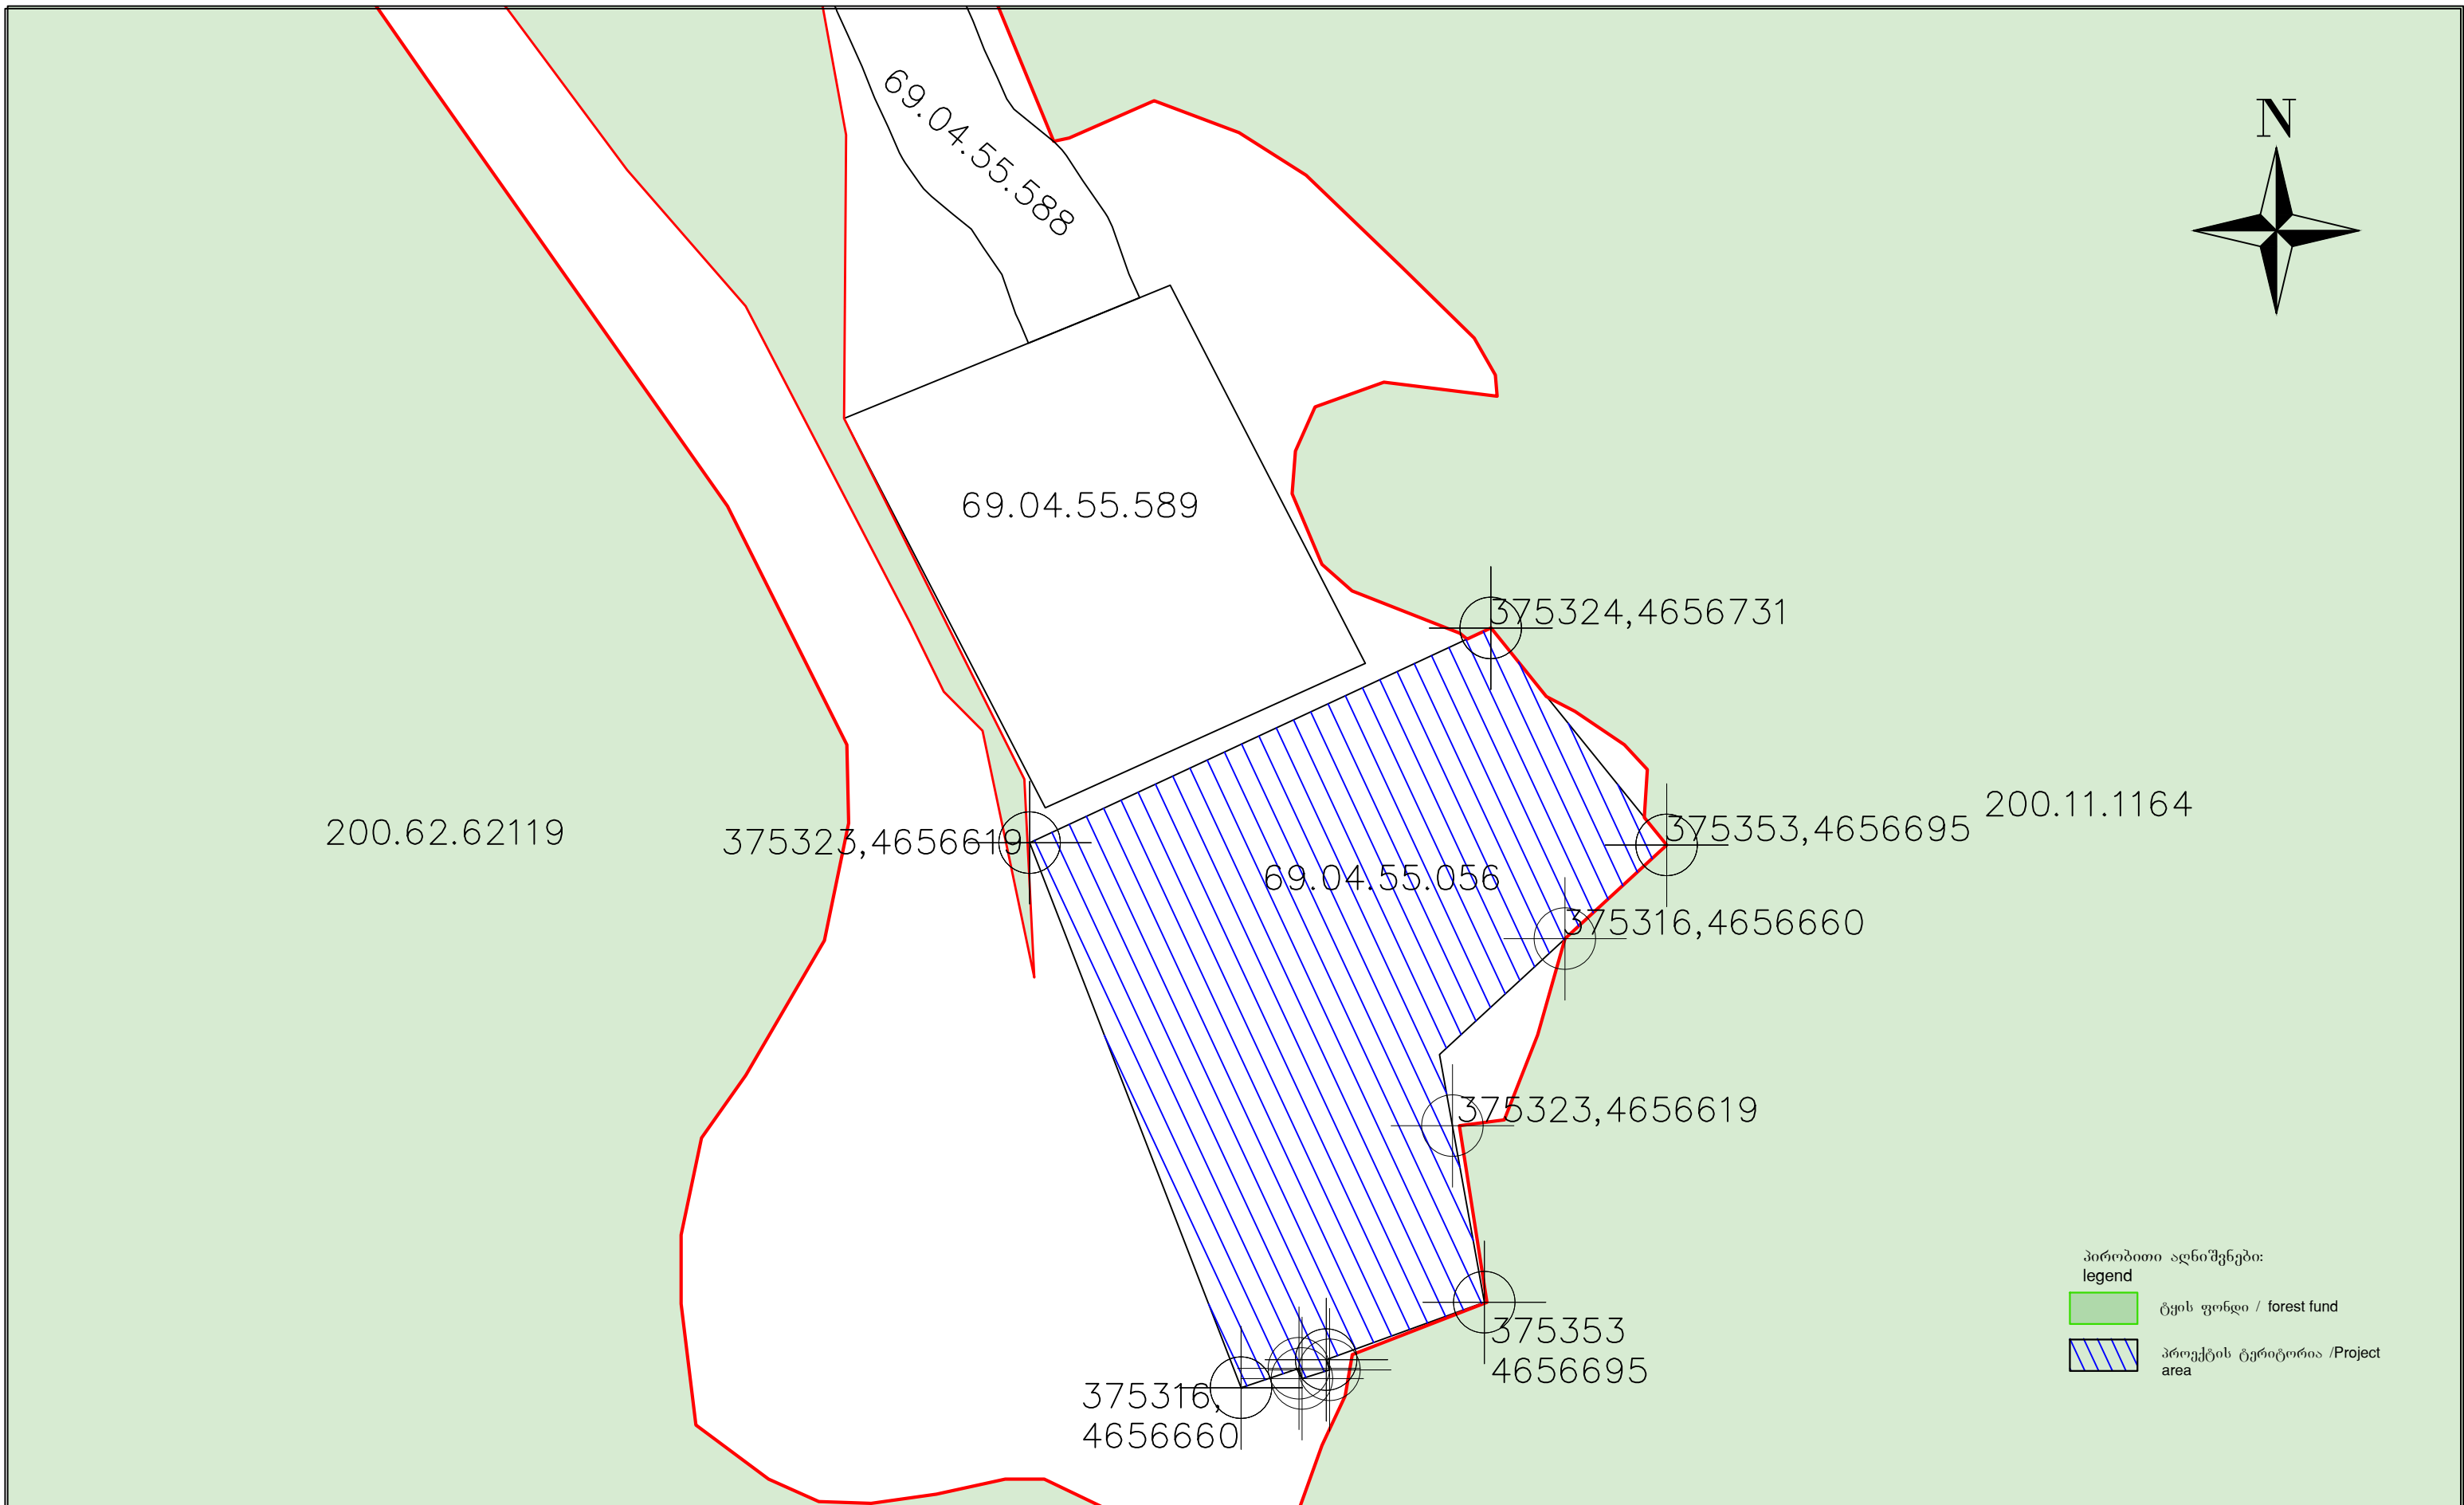 N
69.04.55.588
69.04.55.589
375324,4656731
200.11.1164
200.62.62119
375323,4656619
375353,4656695
69.04.55.056
375316,4656660
375323,4656619
375353
4656695
375316,
4656660
პირობითი აღნიშვნები:
legend
ტყის ფონდი / forest fund
პროექტის ტერიტორია /Project
area